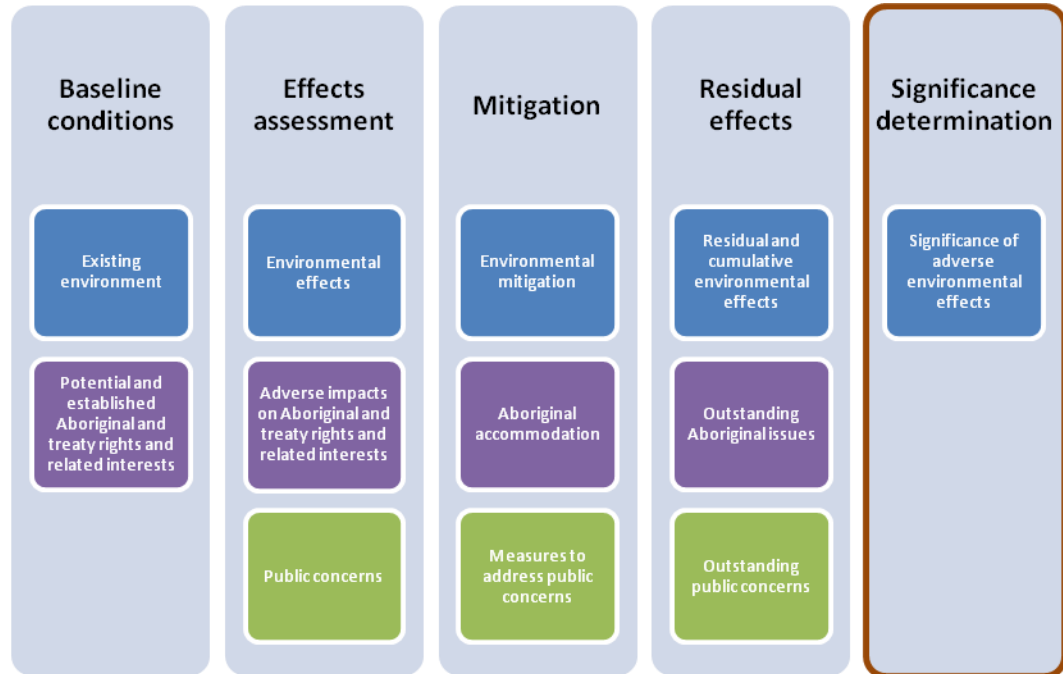 Baseline
conditions
Effects
assessment
Mitigation
Residual
effects
Significance
determination
Existing
environment
Environmental
effects
Environmental
mitigation
Residual and
cumulative
environmental
effects
Significance of
adverse
environmental
effects
Potential and
established
Aboriginal and
treaty rights and
related interests
Adverse impacts
on Aboriginal and
treaty rights and
related interests
Aboriginal
accommodation
Outstanding
Aboriginal issues
Public concerns
Measures to
address public
concerns
Outstanding
public concerns